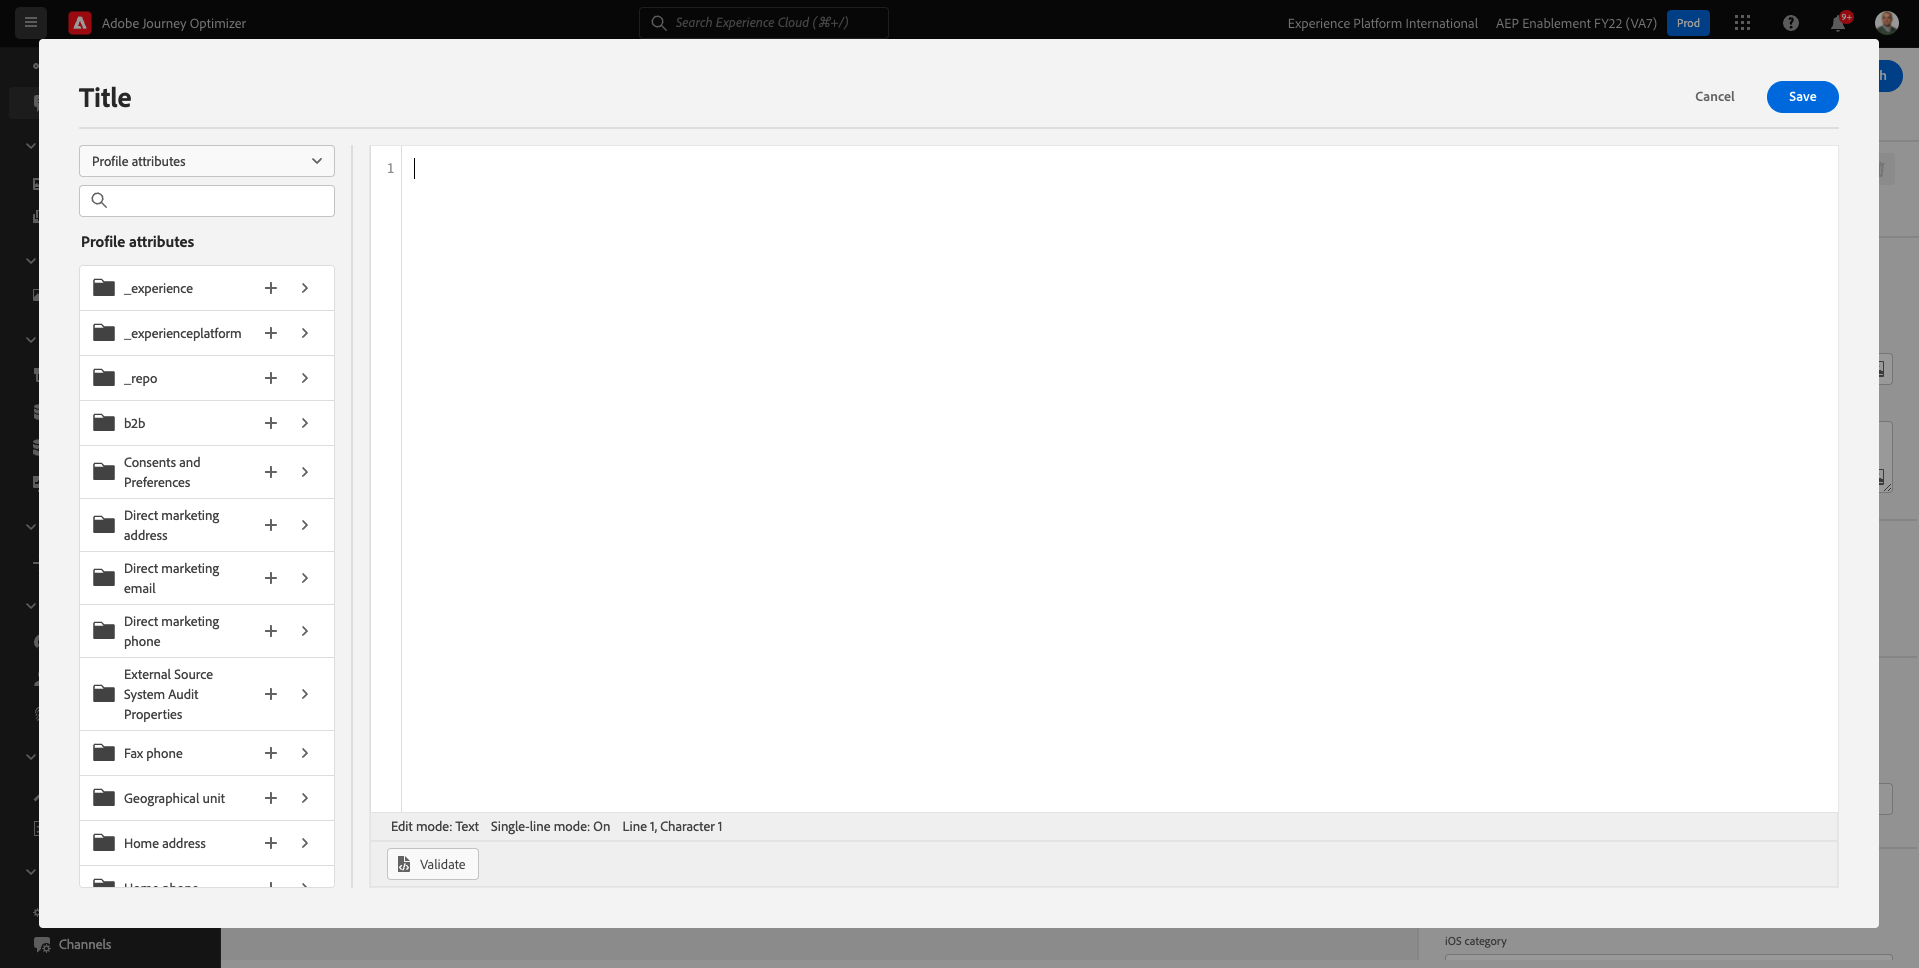 Adobe Journey Optimizer
Search Experience Cloud (⌘+/)
Experience Platform International
AEP Enablement FY22 (VA7)
Prod
9+
Title
Cancel
Save
h
Profile attributes
1
Profile attributes
_experience
_experienceplatform
_repo
b2b
Consents and
Preferences
Direct marketing
address
Direct marketing
email
Direct marketing
phone
External Source
System Audit
Properties
Fax phone
Geographical unit
Home address
Home phone
Edit mode: Text Single-line mode: On Line 1, Character 1
Validate
Channels
iOS category